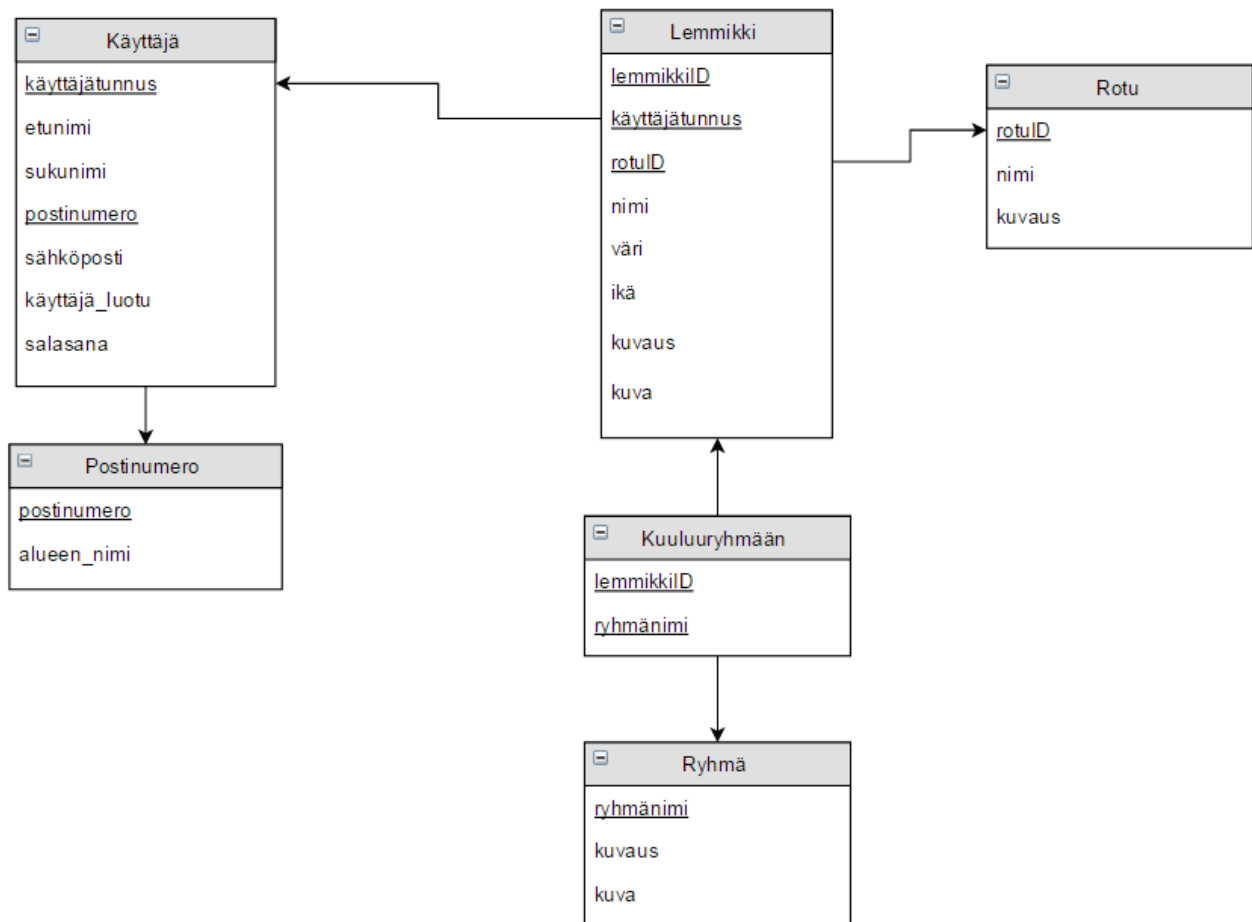 Käyttäjä
käyttäjätunnus
etunimi
sukunimi
postinumero
sähköposti
käyttäjä_luotu
salasana
Postinumero
postinumero
alueen_nimi
Lemmikki
lemmikkiID
käyttäjätunnus
rotuID
nimi
väri
ikä
kuvaus
kuva
Rotu
rotuID
nimi
kuvaus
Kuuluuryhmään
lemmikkiID
ryhmänimi
Ryhmä
ryhmänimi
kuvaus
kuva